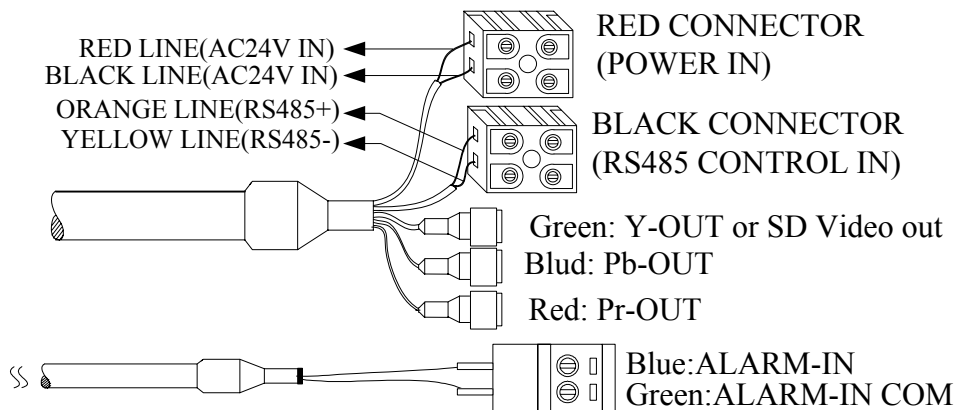 RED LINE(AC24V IN)
BLACK LINE(AC24V IN)
ORANGE LINE(RS485+)
YELLOW LINE(RS485-)
RED CONNECTOR
(POWER IN)
BLACK CONNECTOR
(RS485 CONTROL IN)
Green: Y-OUT or SD Video out
Blud: Pb-OUT
Red: Pr-OUT
Blue:ALARM-IN
Green:ALARM-IN COM